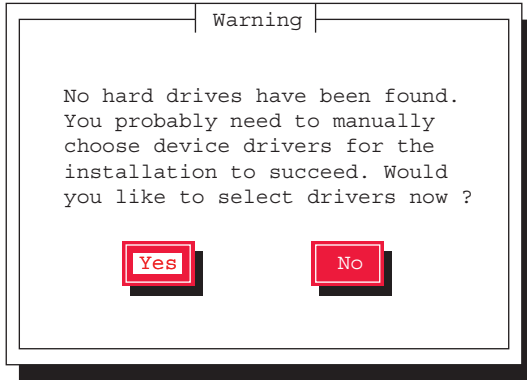 Warning
No hard drives have been found.
You probably need to manually
choose device drivers for the
installation to succeed. Would
you like to select drivers now ?
Yes No